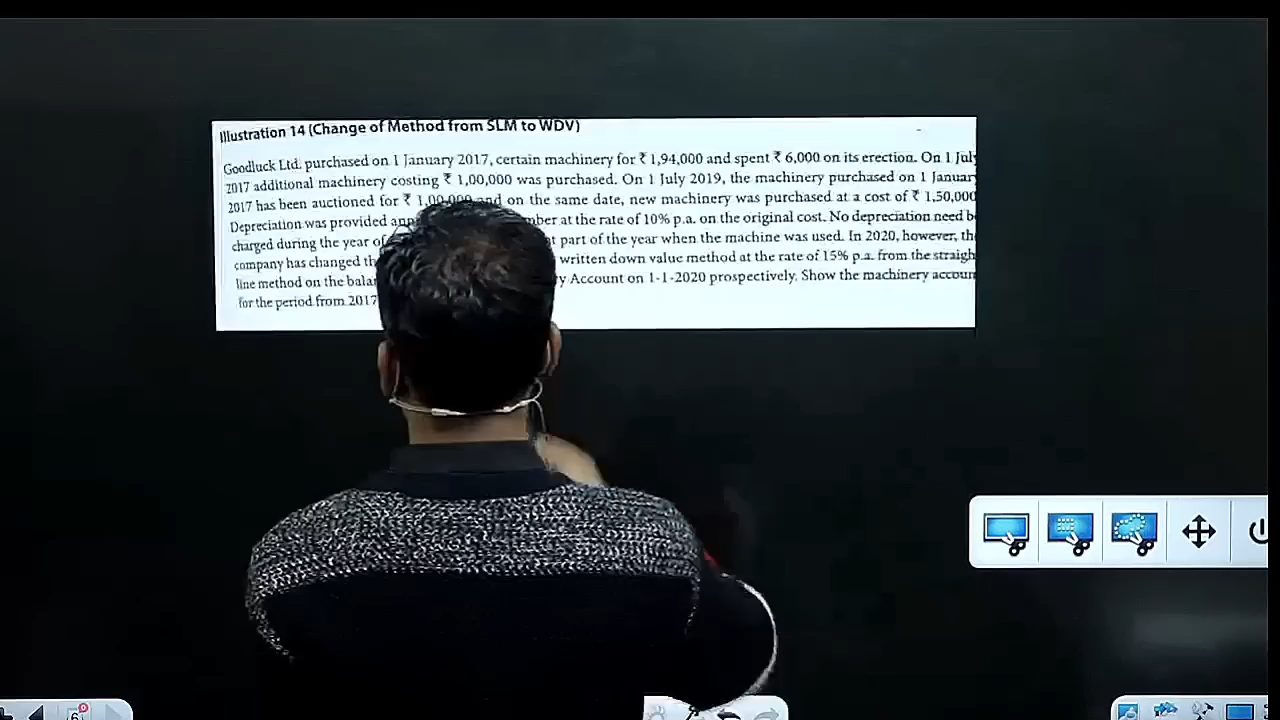 Illustration 14 (Change of Method from SLM to WDV)
Goodluck Ltd. purchased on 1 January 2017, certain machinery for ₹ 1,94,000 and spent ₹ 6,000 on its erection. On 1 July
2017 additional machinery costing ₹ 1,00,000 was purchased. On 1 July 2019, the machinery purchased on 1 January
2017 has been auctioned for ₹ 1,00,000 and on the same date, new machinery was purchased at a cost of ₹ 1,50,000
Depreciation was provided ber at the rate of 10% p.a. on the original cost. No depreciation need b
charged during the year of part of the year when the machine was used. In 2020, however, th
company has changed th written down value method at the rate of 15% p.a. from the straigh
line method on the balan Account on 1-1-2020 prospectively. Show the machinery accoun
for the period from 2017
6